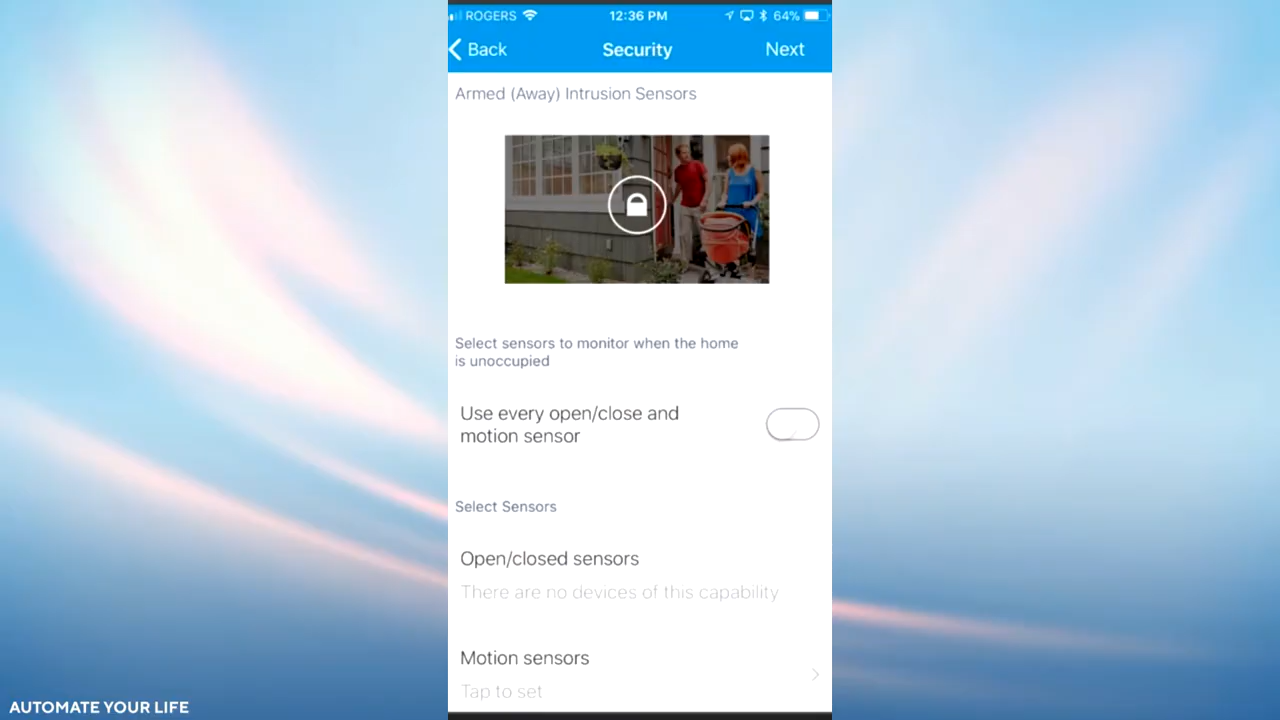 ROGERS 12:36 PM 64%
Back Security Next
Armed (Away) Intrusion Sensors
Select sensors to monitor when the home
is unoccupied
Use every open/close and
motion sensor
Select Sensors
Open/closed sensors
There are no devices of this capability
Motion sensors
Tap to set
AUTOMATE YOUR LIFE